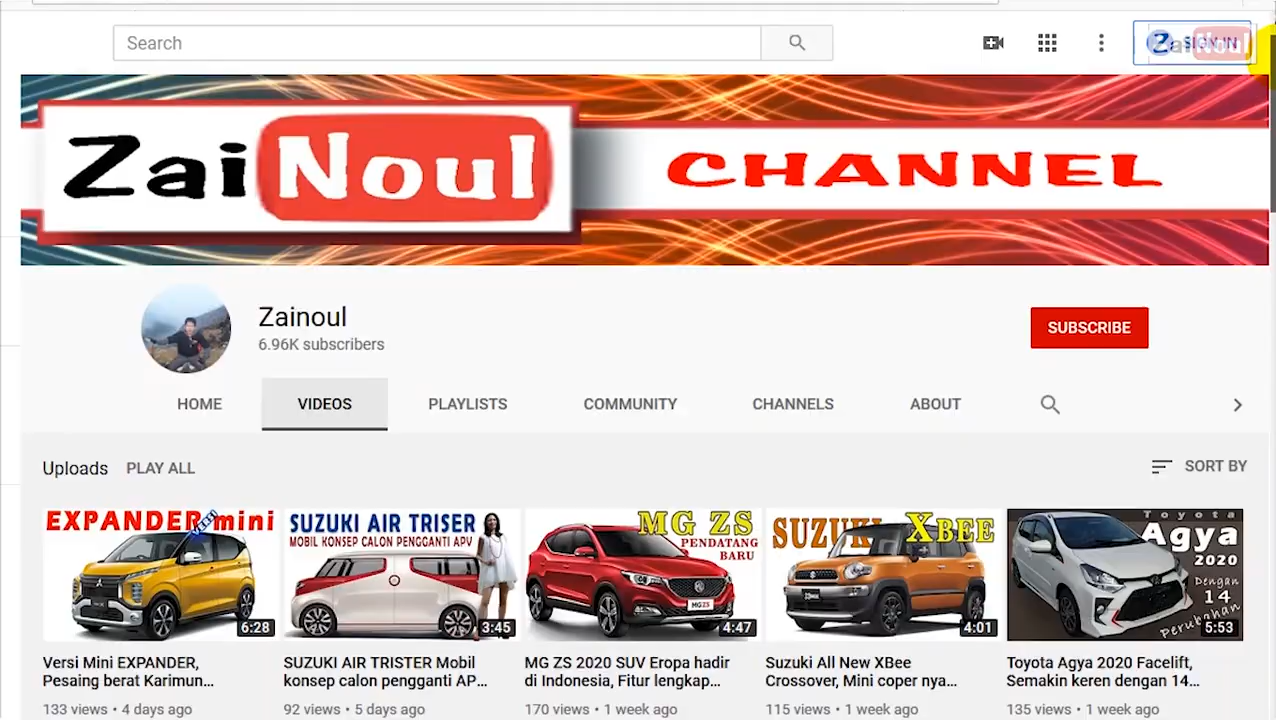 Search
SIGN IN
ZaiNoul
ZaiNoul
CHANNEL
Zainoul
6.96K subscribers
SUBSCRIBE
HOME
VIDEOS
PLAYLISTS
COMMUNITY
CHANNELS
ABOUT
Uploads
PLAY ALL
SORT BY
EXPANDER mini
6:28
SUZUKI AIR TRISER
MOBIL KONSEP CALON PENGGANTI APV
3:45
MG ZS
PENDATANG
BARU
MG ZS
4:47
SUZUKI XBEE
4:01
Toyota
Agya
2020
Dengan
14
Perubahan
5:53
Versi Mini EXPANDER,
Pesaing berat Karimun...
133 views • 4 days ago
SUZUKI AIR TRISTER Mobil
konsep calon pengganti AP...
92 views • 5 days ago
MG ZS 2020 SUV Eropa hadir
di Indonesia, Fitur lengkap...
170 views • 1 week ago
Suzuki All New XBee
Crossover, Mini coper nya...
115 views • 1 week ago
Toyota Agya 2020 Facelift,
Semakin keren dengan 14...
135 views • 1 week ago